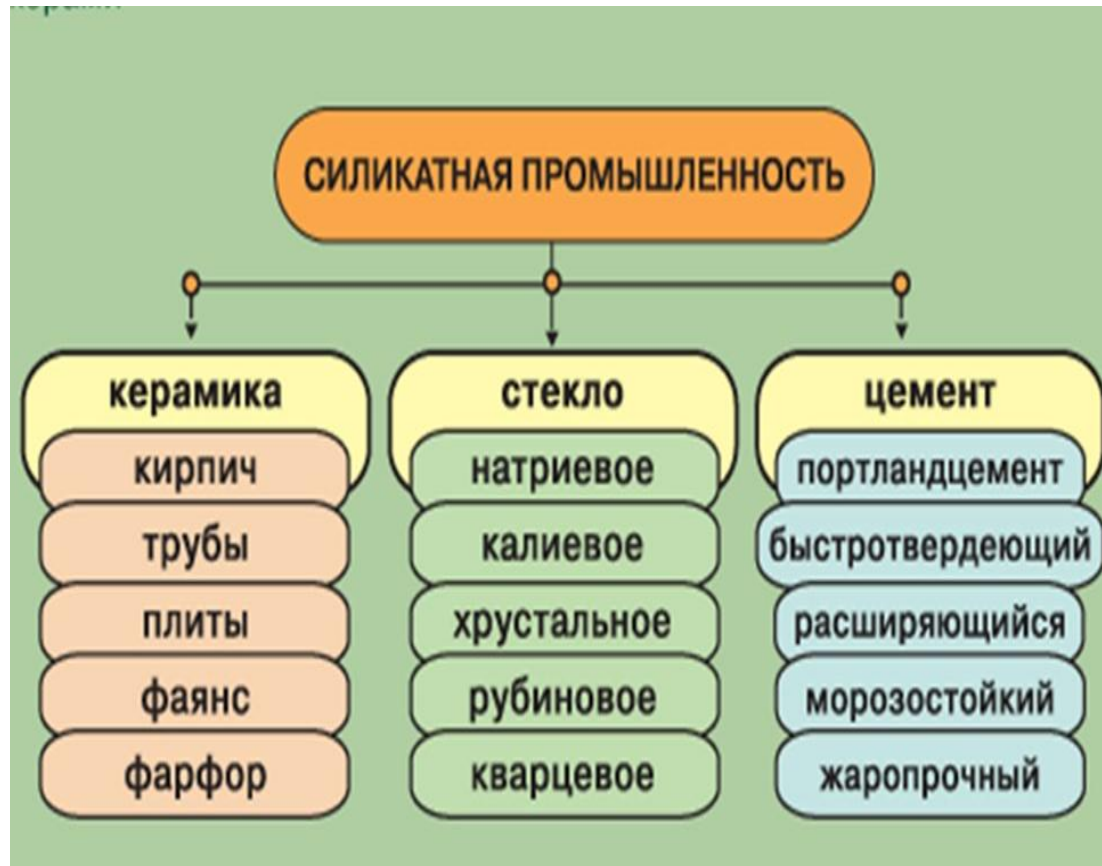 СИЛИКАТНАЯ ПРОМЫШЛЕННОСТЬ
керамика
кирпич
трубы
плиты
фаянс
фарфор
стекло
натриевое
калиевое
хрустальное
рубиновое
кварцевое
цемент
портландцемент
быстротвердеющий
расширяющийся
морозостойкий
жаропрочный